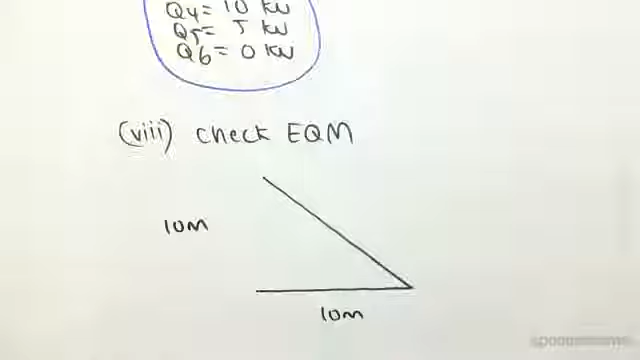 Q4 = 10 kN
Q5 = 5 kN
Q6 = 0 kN
(viii) check EQM
10M
10M